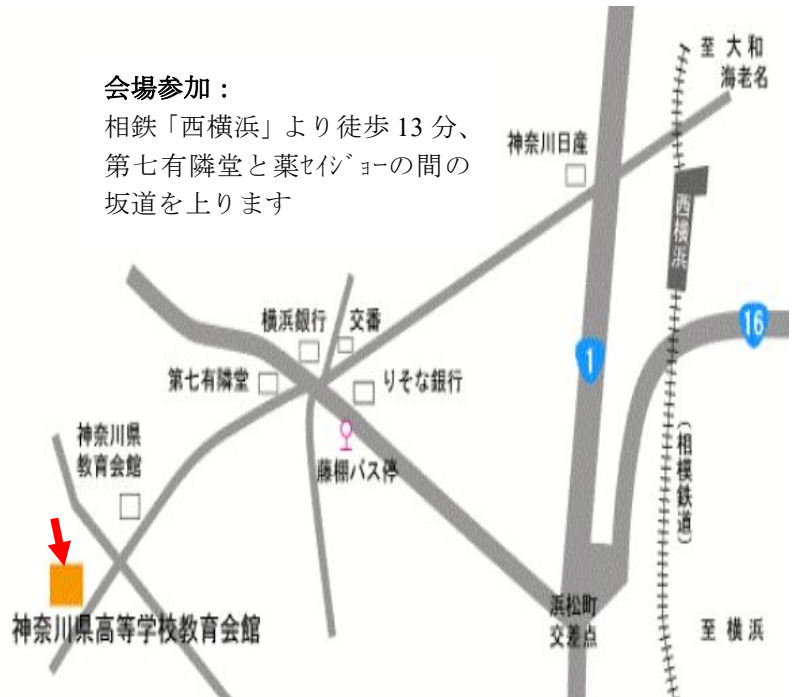 会場参加：
相鉄「西横浜」より徒歩 13 分、
第七有隣堂と薬ｾｲｼﾞｮｰの間の
坂道を上ります
至 大和
海老名
神奈川日産
西横浜
横浜銀行
交番
16
1
第七有隣堂
りそな銀行
神奈川県
教育会館
藤棚バス停
（相模鉄道）
浜松町
交差点
至 横浜
神奈川県高等学校教育会館